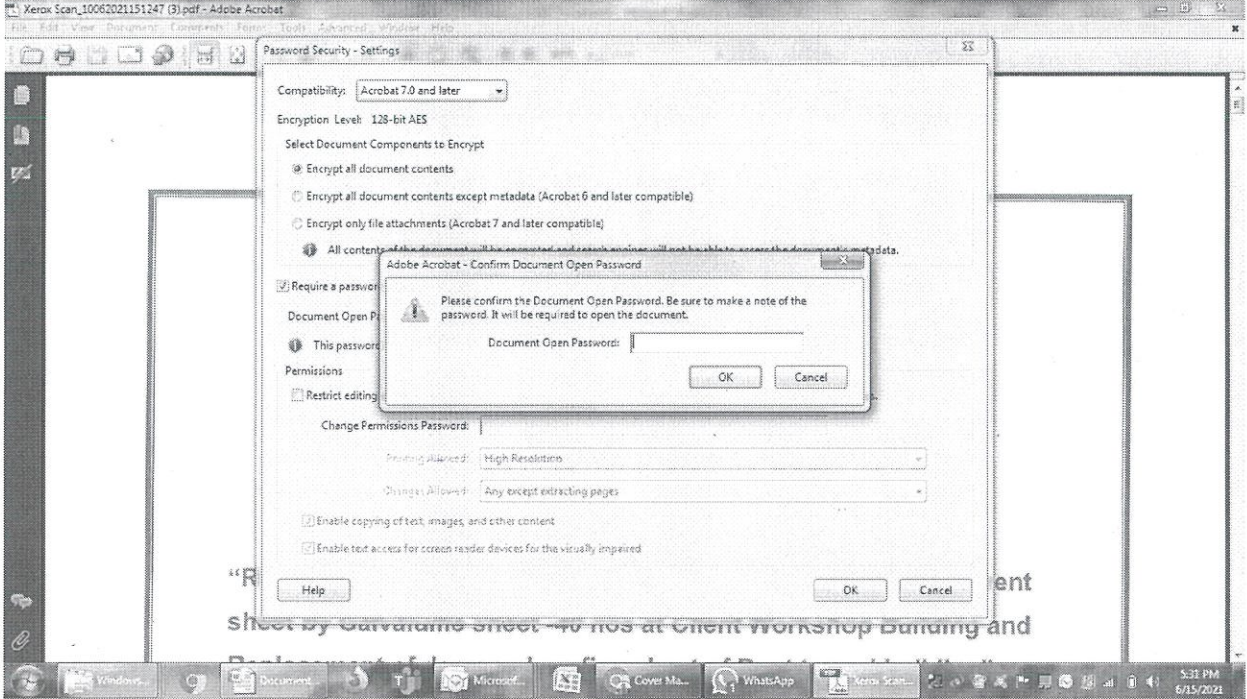 Xerox Scan_10062021151247 (3).pdf - Adobe Acrobat
File Edit View Document Comments Forms Tools Advanced Window Help
Password Security - Settings
Compatibility: Acrobat 7.0 and later
Encryption Level: 128-bit AES
Select Document Components to Encrypt
Encrypt all document contents
Encrypt all document contents except metadata (Acrobat 6 and later compatible)
Encrypt only file attachments (Acrobat 7 and later compatible)
All contents of the document will be encrypted and search engines will not be able to access the document's metadata.
Adobe Acrobat - Confirm Document Open Password
Require a passwor
Please confirm the Document Open Password. Be sure to make a note of the
password. It will be required to open the document.
Document Open Pa
This password
Document Open Password:
Permissions
OK Cancel
Restrict editing
Change Permissions Password:
Printing Allowed: High Resolution
Changes Allowed: Any except extracting pages
Enable copying of text, images, and other content
Enable text access for screen reader devices for the visually impaired
Help OK Cancel
"R ent
sheet by Galvalume sheet -40 nos at Client Workshop Building and
Windows... Document... Microsof... Cover Ma... WhatsApp Xerox Scan... 5:31 PM
6/15/2021